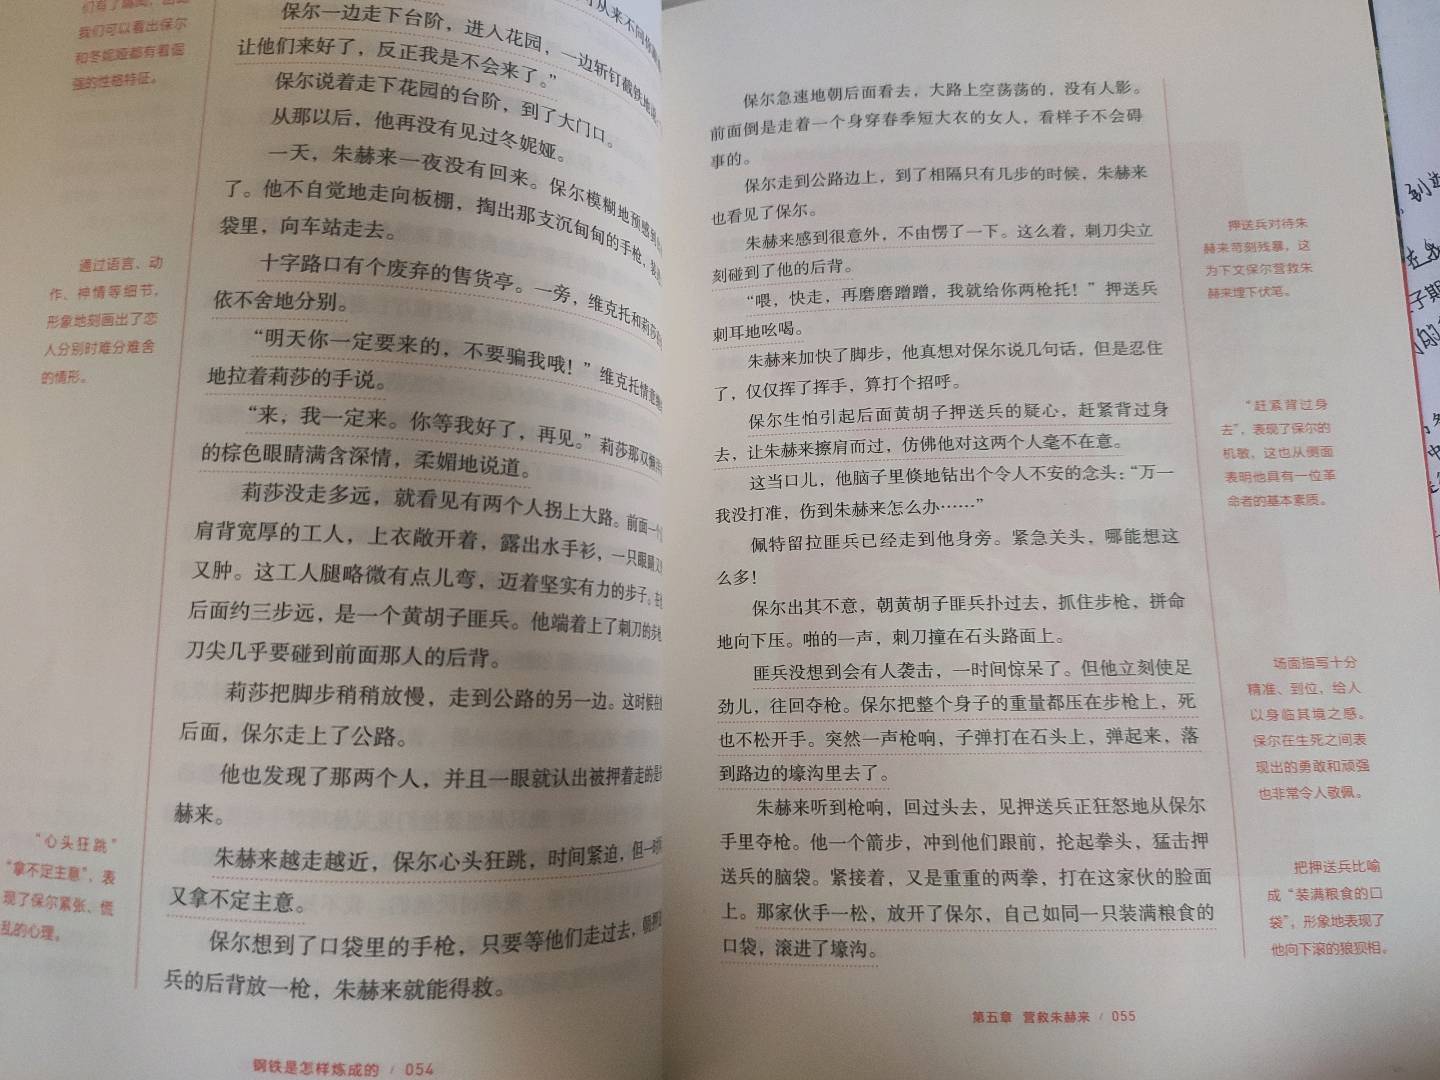 我们可以看出保尔
和冬妮娅都有着倔
强的性格特征。
保尔一边走下台阶，进入花园，一边斩钉截铁地
让他们来好了，反正我是不会来了。”
保尔说着走下花园的台阶，到了大门口。
从那以后，他再没有见过冬妮娅。
一天，朱赫来一夜没有回来。保尔模糊地预感到
了。他不自觉地走向板棚，掏出那支沉甸甸的手枪，装
袋里，向车站走去。
十字路口有个废弃的售货亭。一旁，维克托和莉莎
依不舍地分别。
通过语言、动
作、神情等细节，
形象地刻画出了恋
人分别时难分难舍
的情形。
“明天你一定要来的，不要骗我哦！”维克托情意
地拉着莉莎的手说。
“来，我一定来。你等我好了，再见。”莉莎那双
的棕色眼睛满含深情，柔媚地说道。
莉莎没走多远，就看见有两个人拐上大路。前面一个
肩背宽厚的工人，上衣敞开着，露出水手衫，一只眼睛又
又肿。这工人腿略微有点儿弯，迈着坚实有力的步子。在
后面约三步远，是一个黄胡子匪兵。他端着上了刺刀的步枪
刀尖几乎要碰到前面那人的后背。
莉莎把脚步稍稍放慢，走到公路的另一边。这时候在
后面，保尔走上了公路。
他也发现了那两个人，并且一眼就认出被押着走的是
赫来。
“心头狂跳”
“拿不定主意”，表
现了保尔紧张、慌
乱的心理。
朱赫来越走越近，保尔心头狂跳，时间紧迫，但一
又拿不定主意。
保尔想到了口袋里的手枪，只要等他们走过去，朝押
兵的后背放一枪，朱赫来就能得救。
钢铁是怎样炼成的 / 054
保尔急速地朝后面看去，大路上空荡荡的，没有人影。
前面倒是走着一个身穿春季短大衣的女人，看样子不会碍
事的。
保尔走到公路边上，到了相隔只有几步的时候，朱赫来
也看见了保尔。
朱赫来感到很意外，不由愣了一下。这么着，刺刀尖立
刻碰到了他的后背。
“喂，快走，再磨磨蹭蹭，我就给你两枪托！”押送兵
刺耳地吆喝。
押送兵对待朱
赫来苛刻残暴，这
为下文保尔营救朱
赫来埋下伏笔。
朱赫来加快了脚步，他真想对保尔说几句话，但是忍住
了，仅仅挥了挥手，算打个招呼。
保尔生怕引起后面黄胡子押送兵的疑心，赶紧背过身
去，让朱赫来擦肩而过，仿佛他对这两个人毫不在意。
“赶紧背过身
去”，表现了保尔的
机敏，这也从侧面
表明他具有一位革
命者的基本素质。
这当口儿，他脑子里倏地钻出个令人不安的念头：“万一
我没打准，伤到朱赫来怎么办……”
佩特留拉匪兵已经走到他身旁。紧急关头，哪能想这
么多！
保尔出其不意，朝黄胡子匪兵扑过去，抓住步枪，拼命
地向下压。啪的一声，刺刀撞在石头路面上。
匪兵没想到会有人袭击，一时间惊呆了。但他立刻使足
劲儿，往回夺枪。保尔把整个身子的重量都压在步枪上，死
也不松开手。突然一声枪响，子弹打在石头上，弹起来，落
到路边的壕沟里去了。
场面描写十分
精准、到位，给人
以身临其境之感。
保尔在生死之间表
现出的勇敢和顽强
也非常令人敬佩。
朱赫来听到枪响，回过头去，见押送兵正狂怒地从保尔
手里夺枪。他一个箭步，冲到他们跟前，抡起拳头，猛击押
送兵的脑袋。紧接着，又是重重的两拳，打在这家伙的脸面
上。那家伙手一松，放开了保尔，自己如同一只装满粮食的
口袋，滚进了壕沟。
把押送兵比喻
成“装满粮食的口
袋”，形象地表现了
他向下滚的狼狈相。
第五章 营救朱赫来 / 055